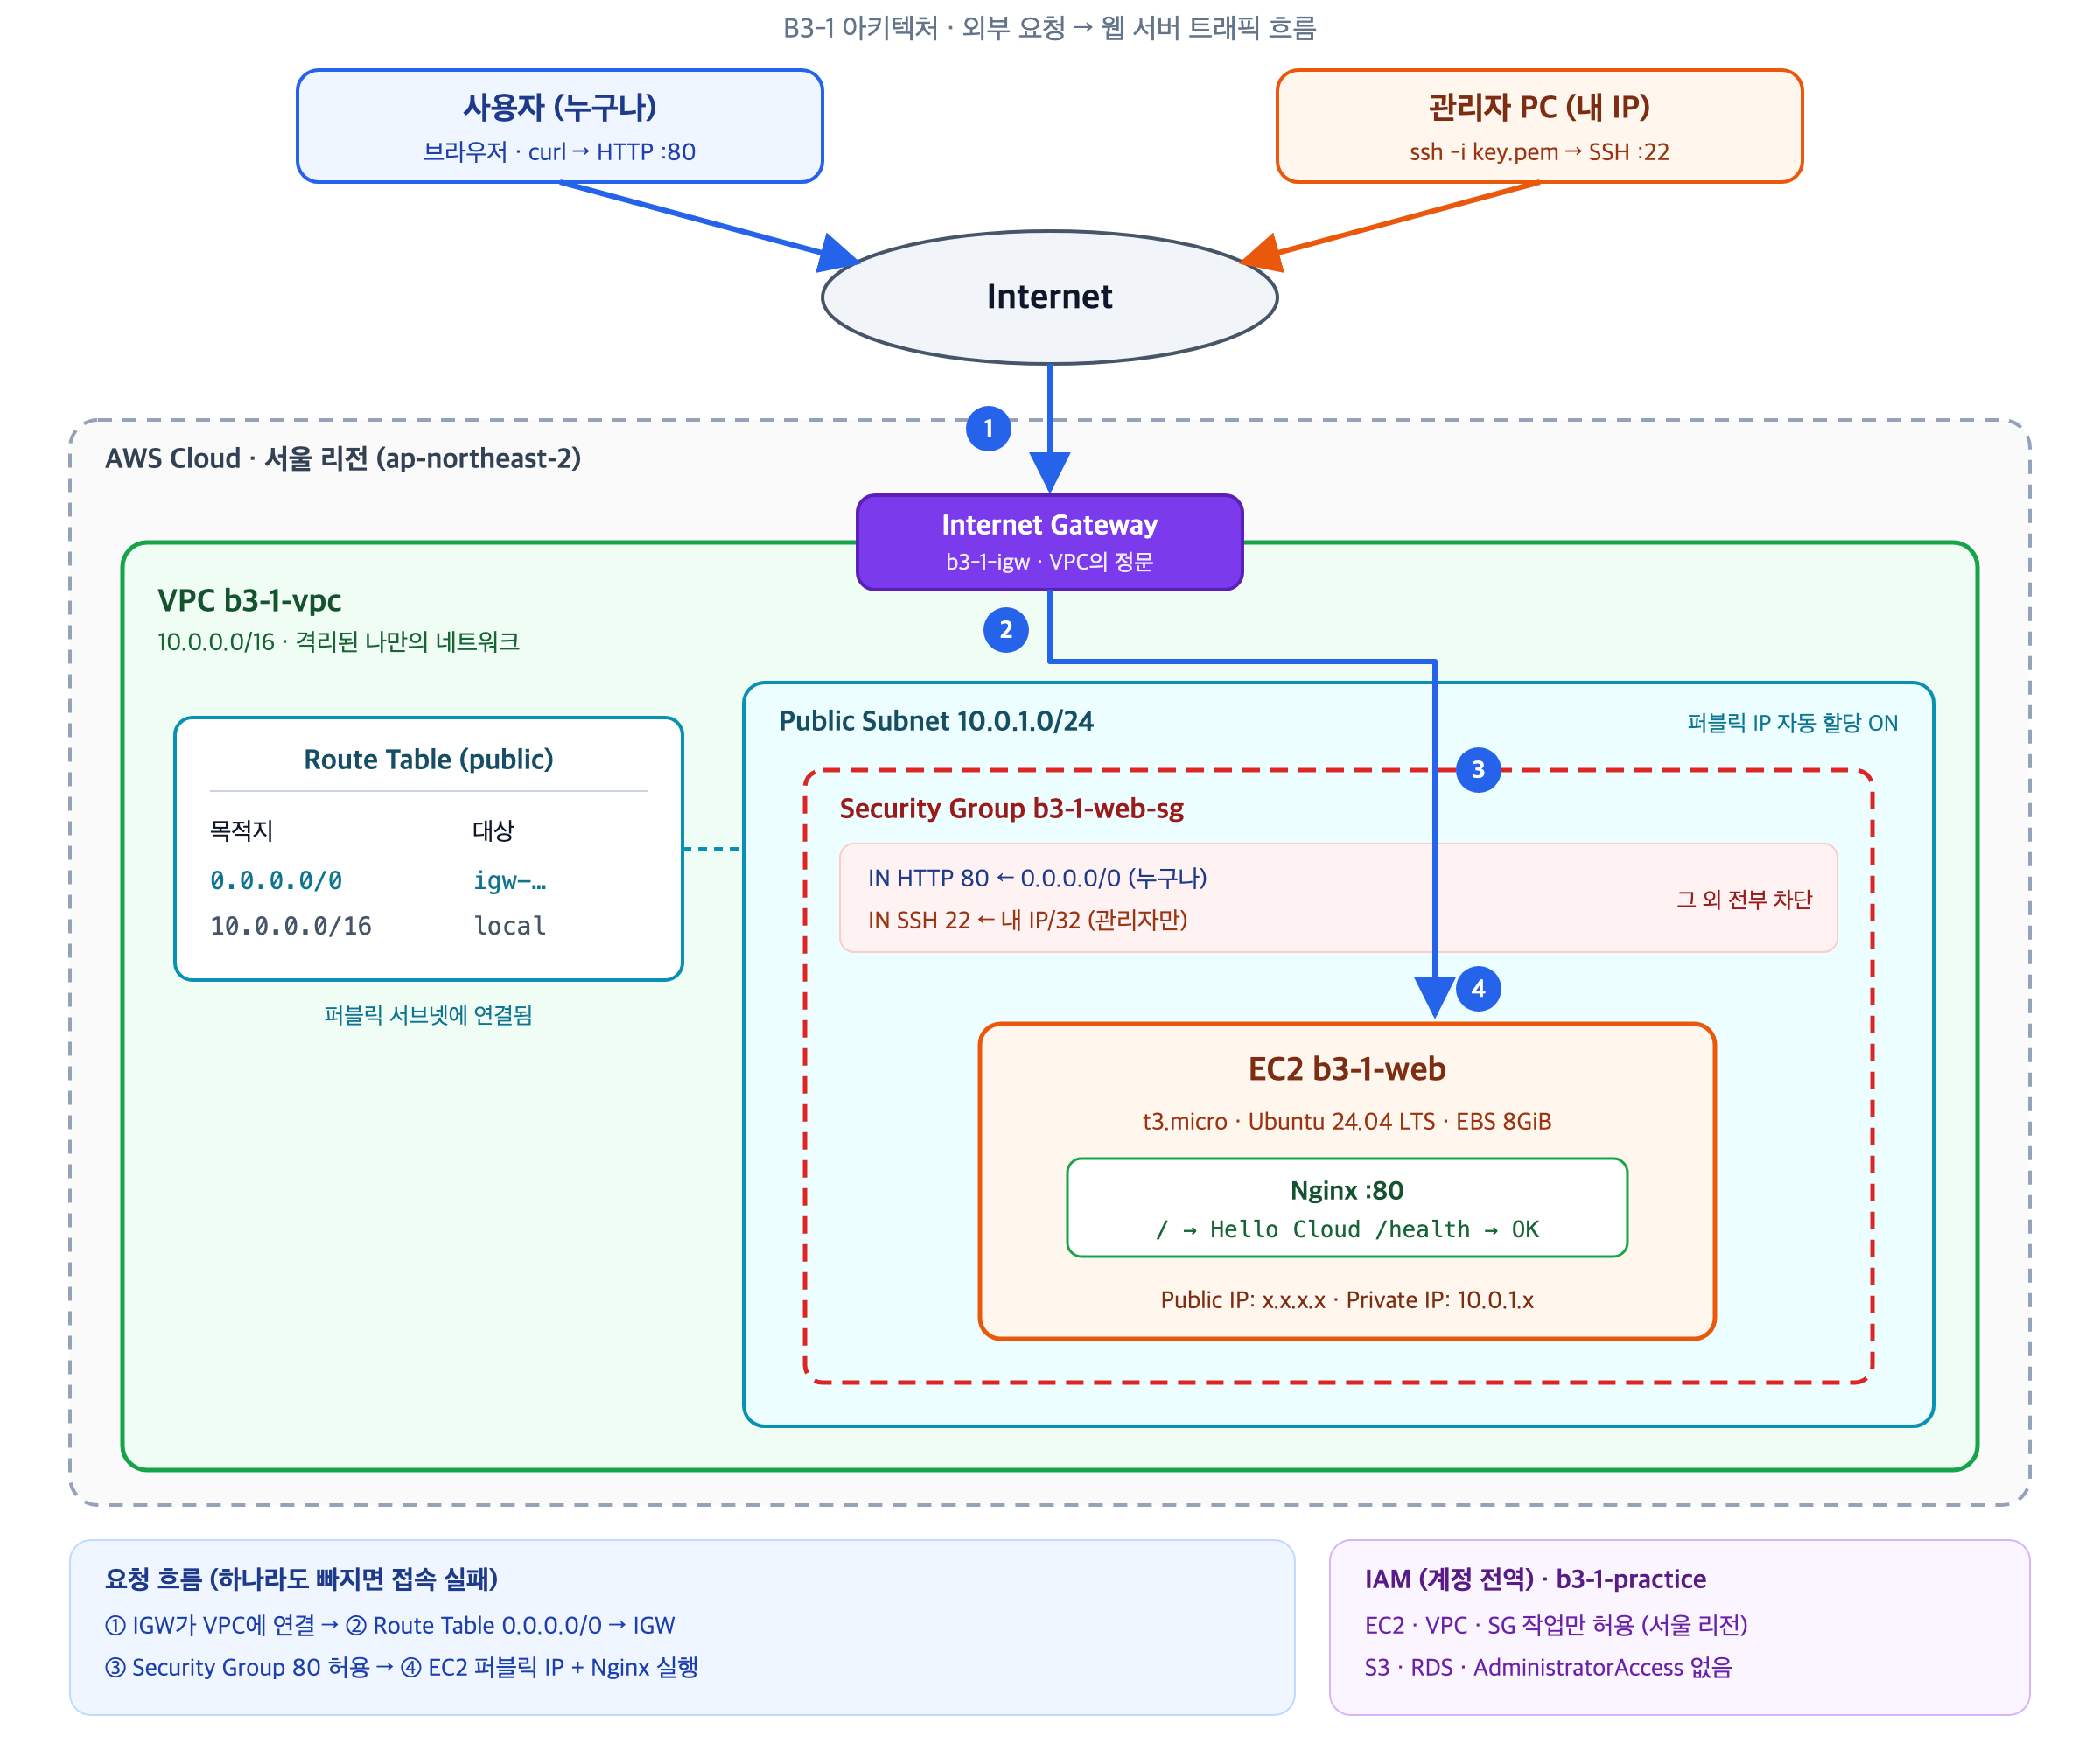 B3-1 아키텍처 · 외부 요청 → 웹 서버 트래픽 흐름
사용자 (누구나)
브라우저 · curl → HTTP :80
관리자 PC (내 IP)
ssh -i key.pem → SSH :22
Internet
1
AWS Cloud · 서울 리전 (ap-northeast-2)
Internet Gateway
b3-1-igw · VPC의 정문
2
VPC b3-1-vpc
10.0.0.0/16 · 격리된 나만의 네트워크
Route Table (public)
목적지 대상
0.0.0.0/0 igw-…
10.0.0.0/16 local
퍼블릭 서브넷에 연결됨
Public Subnet 10.0.1.0/24
퍼블릭 IP 자동 할당 ON
3
Security Group b3-1-web-sg
IN HTTP 80 ← 0.0.0.0/0 (누구나)
IN SSH 22 ← 내 IP/32 (관리자만)
그 외 전부 차단
4
EC2 b3-1-web
t3.micro · Ubuntu 24.04 LTS · EBS 8GiB
Nginx :80
/ → Hello Cloud /health → OK
Public IP: x.x.x.x · Private IP: 10.0.1.x
요청 흐름 (하나라도 빠지면 접속 실패)
① IGW가 VPC에 연결 → ② Route Table 0.0.0.0/0 → IGW
③ Security Group 80 허용 → ④ EC2 퍼블릭 IP + Nginx 실행
IAM (계정 전역) · b3-1-practice
EC2 · VPC · SG 작업만 허용 (서울 리전)
S3 · RDS · AdministratorAccess 없음